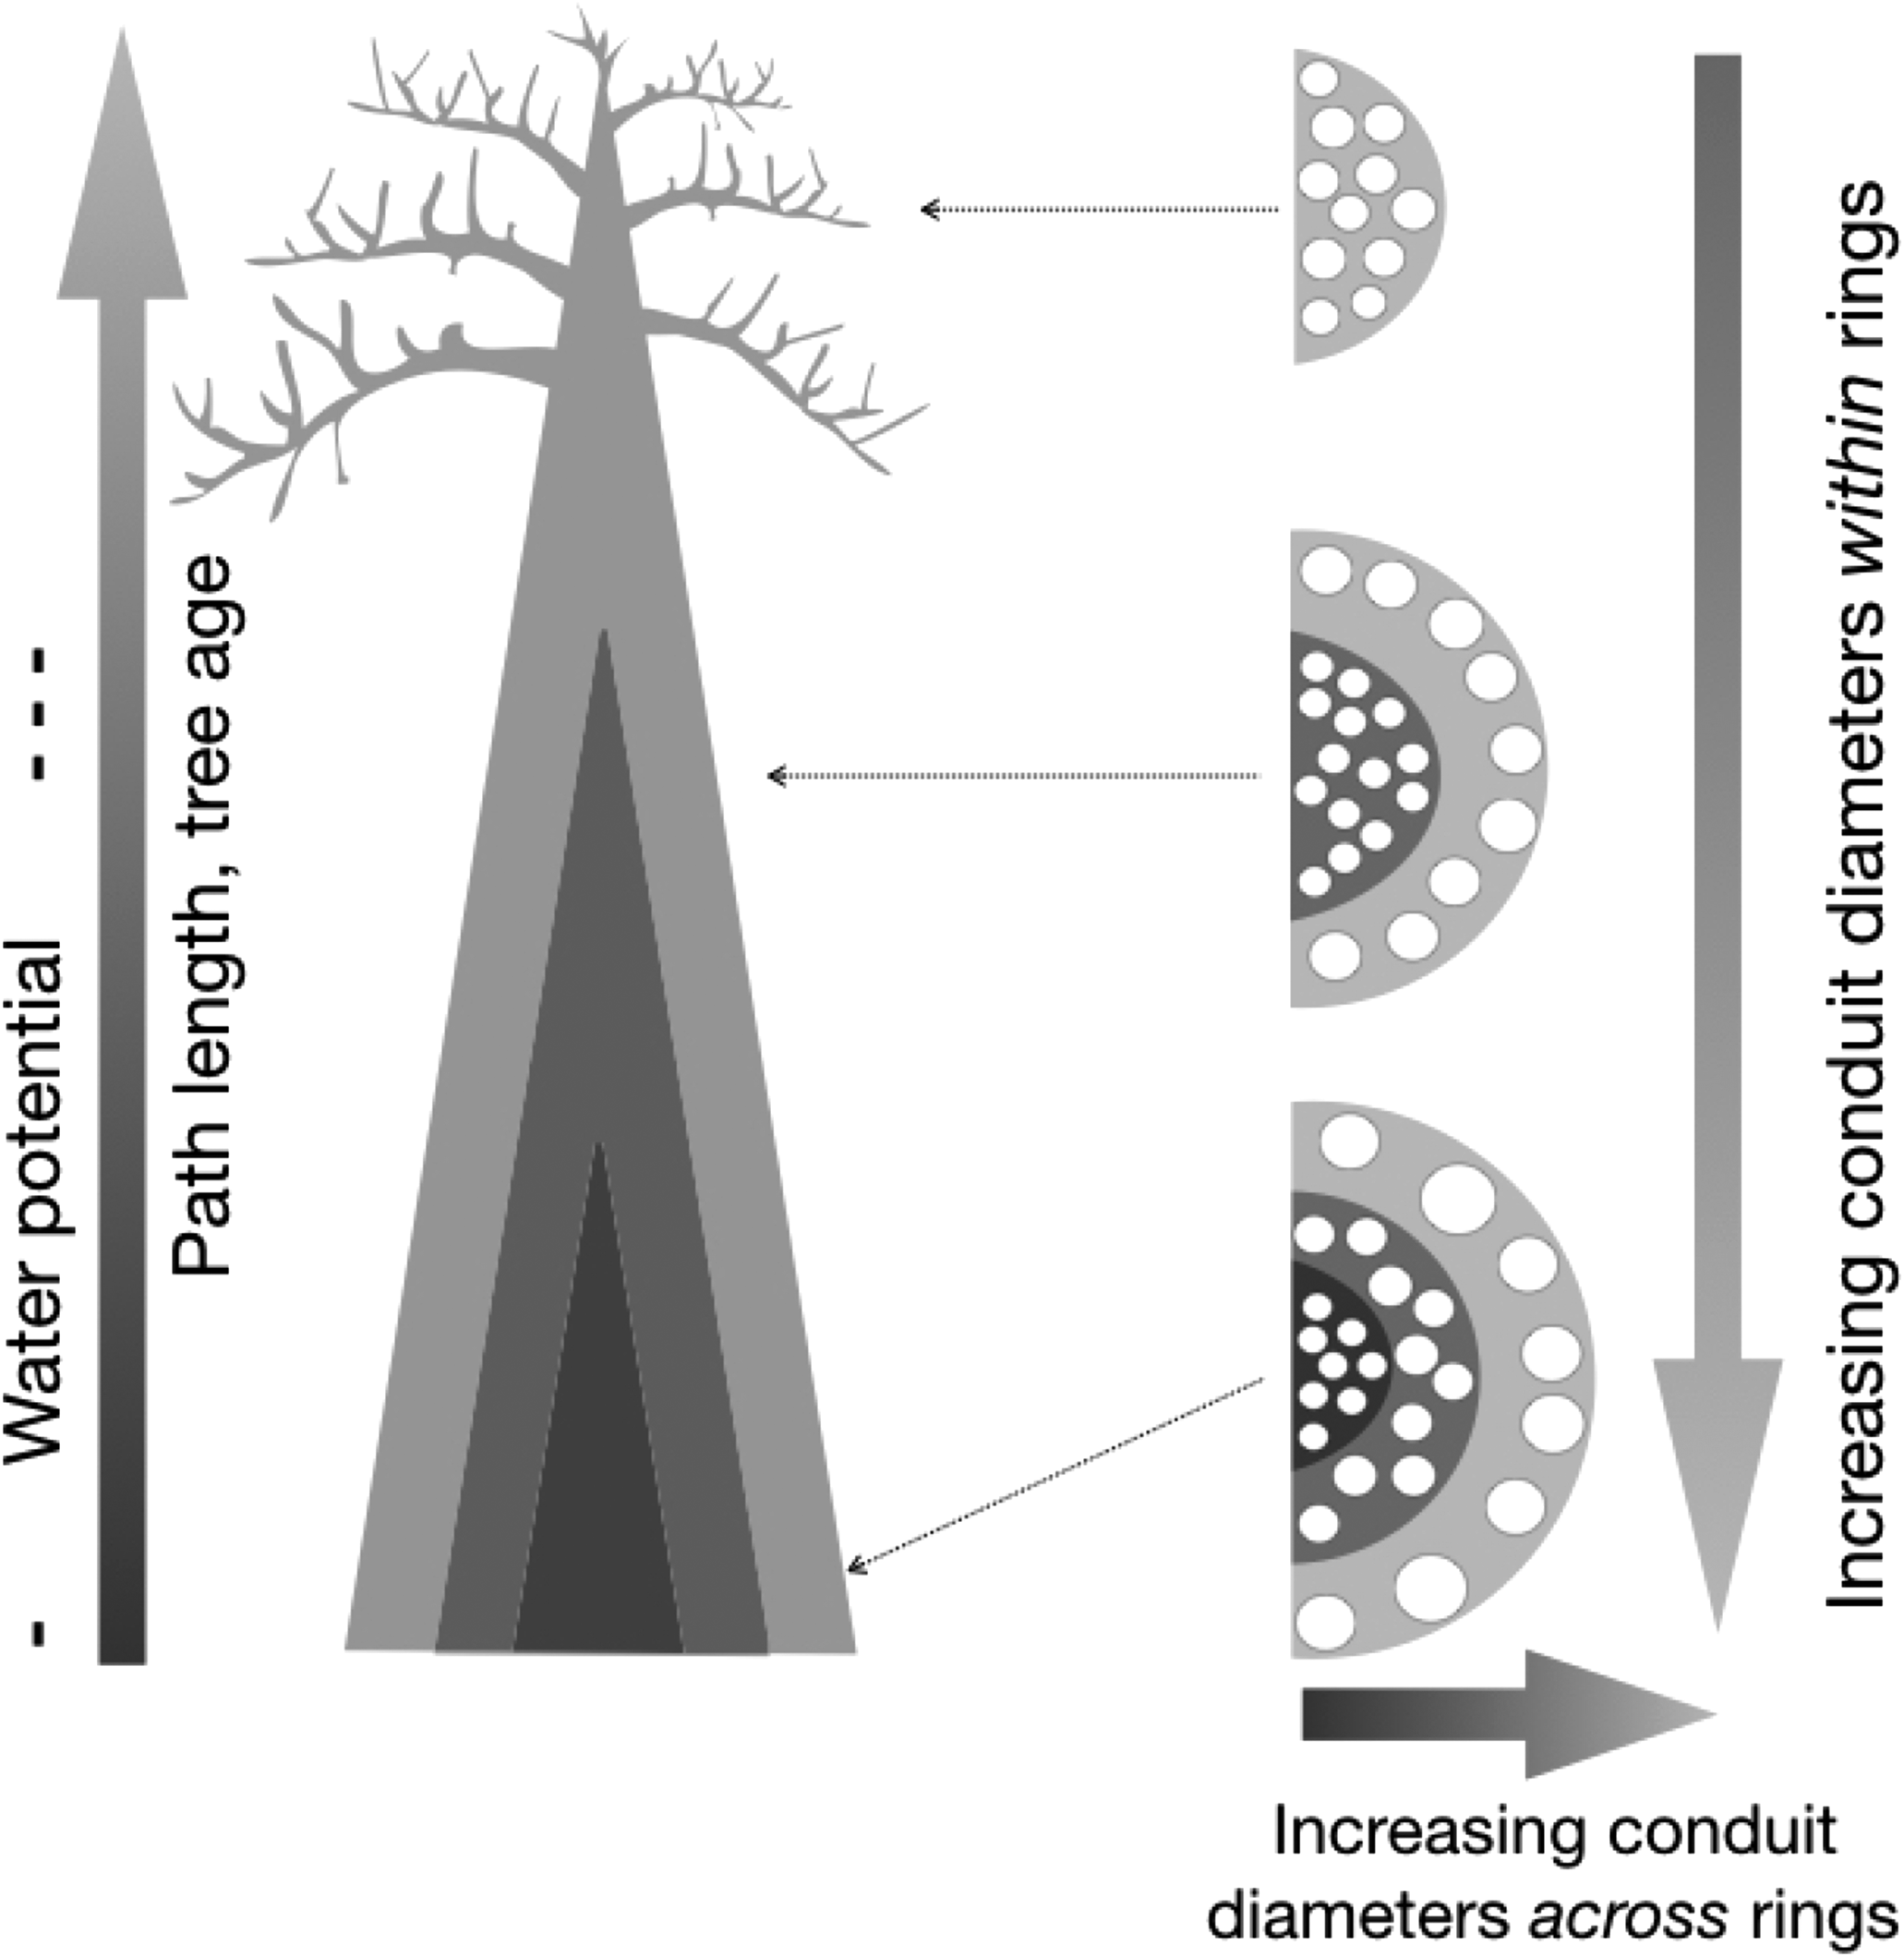 - Water potential - - -
Path length, tree age
Increasing conduit diameters within rings
Increasing conduit
diameters across rings